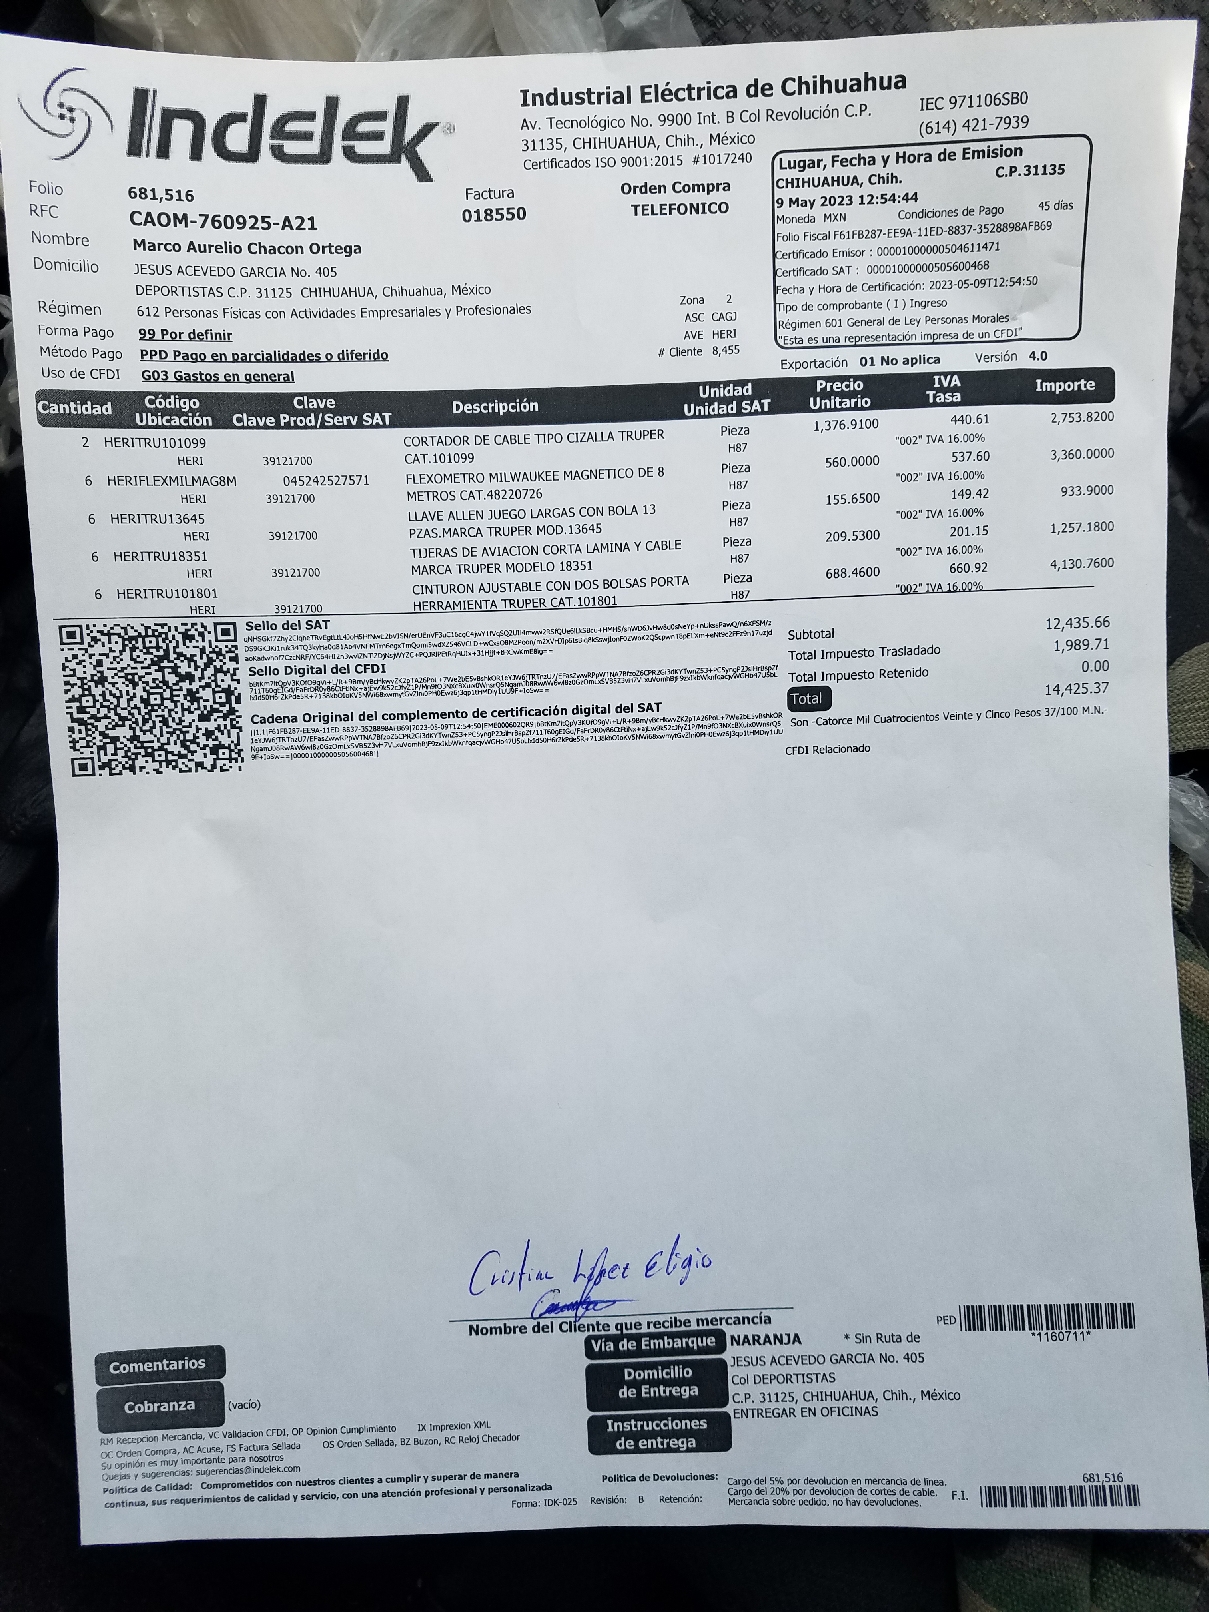 Indelek
Industrial Eléctrica de Chihuahua
Av. Tecnológico No. 9900 Int. B Col Revolución C.P.
31135, CHIHUAHUA, Chih., México
Certificados ISO 9001:2015 #1017240
IEC 971106SB0
(614) 421-7939
Folio 681,516
Factura
018550
Orden Compra
TELEFONICO
RFC CAOM-760925-A21
Nombre Marco Aurelio Chacon Ortega
Domicilio JESUS ACEVEDO GARCIA No. 405
DEPORTISTAS C.P. 31125 CHIHUAHUA, Chihuahua, México
Régimen 612 Personas Físicas con Actividades Empresariales y Profesionales
Forma Pago 99 Por definir
Método Pago PPD Pago en parcialidades o diferido
Uso de CFDI G03 Gastos en general
Zona 2
ASC CAGJ
AVE HERI
# Cliente 8,455
Lugar, Fecha y Hora de Emision
CHIHUAHUA, Chih. C.P.31135
9 May 2023 12:54:44
Moneda MXN Condiciones de Pago 45 días
Folio Fiscal F61FB287-EE9A-11ED-8837-3528898AFB69
Certificado Emisor : 00001000000504611471
Certificado SAT : 00001000000505600468
Fecha y Hora de Certificación: 2023-05-09T12:54:50
Tipo de comprobante ( I ) Ingreso
Régimen 601 General de Ley Personas Morales
"Esta es una representación impresa de un CFDI"
Exportación 01 No aplica Versión 4.0
Cantidad Código Ubicación Clave Clave Prod/Serv SAT Descripción Unidad Unidad SAT Precio Unitario IVA Tasa Importe
2 HERITRU101099 CORTADOR DE CABLE TIPO CIZALLA TRUPER Pieza 1,376.9100 440.61 2,753.8200
HERI 39121700 CAT.101099 H87 "002" IVA 16.00%
6 HERIFLEXMILMAG8M 045242527571 FLEXOMETRO MILWAUKEE MAGNETICO DE 8 Pieza 560.0000 537.60 3,360.0000
HERI 39121700 METROS CAT.48220726 H87 "002" IVA 16.00%
6 HERITRU13645 LLAVE ALLEN JUEGO LARGAS CON BOLA 13 Pieza 155.6500 149.42 933.9000
HERI 39121700 PZAS.MARCA TRUPER MOD.13645 H87 "002" IVA 16.00%
6 HERITRU18351 TIJERAS DE AVIACION CORTA LAMINA Y CABLE Pieza 209.5300 201.15 1,257.1800
HERI 39121700 MARCA TRUPER MODELO 18351 H87 "002" IVA 16.00%
6 HERITRU101801 CINTURON AJUSTABLE CON DOS BOLSAS PORTA Pieza 688.4600 660.92 4,130.7600
HERI 39121700 HERRAMIENTA TRUPER CAT.101801 H87 "002" IVA 16.00%
Sello del SAT
Sello Digital del CFDI
Cadena Original del complemento de certificación digital del SAT
Subtotal 12,435.66
Total Impuesto Trasladado 1,989.71
Total Impuesto Retenido 0.00
Total 14,425.37
Son Catorce Mil Cuatrocientos Veinte y Cinco Pesos 37/100 M.N.
CFDI Relacionado
Cristian López Eligio
Nombre del Cliente que recibe mercancía
PED *1160711*
Vía de Embarque NARANJA * Sin Ruta de
Domicilio de Entrega
JESUS ACEVEDO GARCIA No. 405
Col DEPORTISTAS
C.P. 31125, CHIHUAHUA, Chih., México
ENTREGAR EN OFICINAS
Instrucciones de entrega
Comentarios
Cobranza (vacío)
RM Recepcion Mercancia, VC Validacion CFDI, OP Opinion Cumplimiento IX Imprexion XML
OC Orden Compra, AC Acuse, FS Factura Sellada OS Orden Sellada, BZ Buzon, RC Reloj Checador
Su opinión es muy importante para nosotros
Quejas y sugerencias: sugerencias@indelek.com
Politica de Calidad: Comprometidos con nuestros clientes a cumplir y superar de manera
continua, sus requerimientos de calidad y servicio, con una atención profesional y personalizada
Forma: IDK-025 Revisión: B Retención:
Politica de Devoluciones: Cargo del 5% por devolucion en mercancia de linea.
Cargo del 20% por devolucion de cortes de cable.
Mercancia sobre pedido, no hay devoluciones.
681,516
F.I.